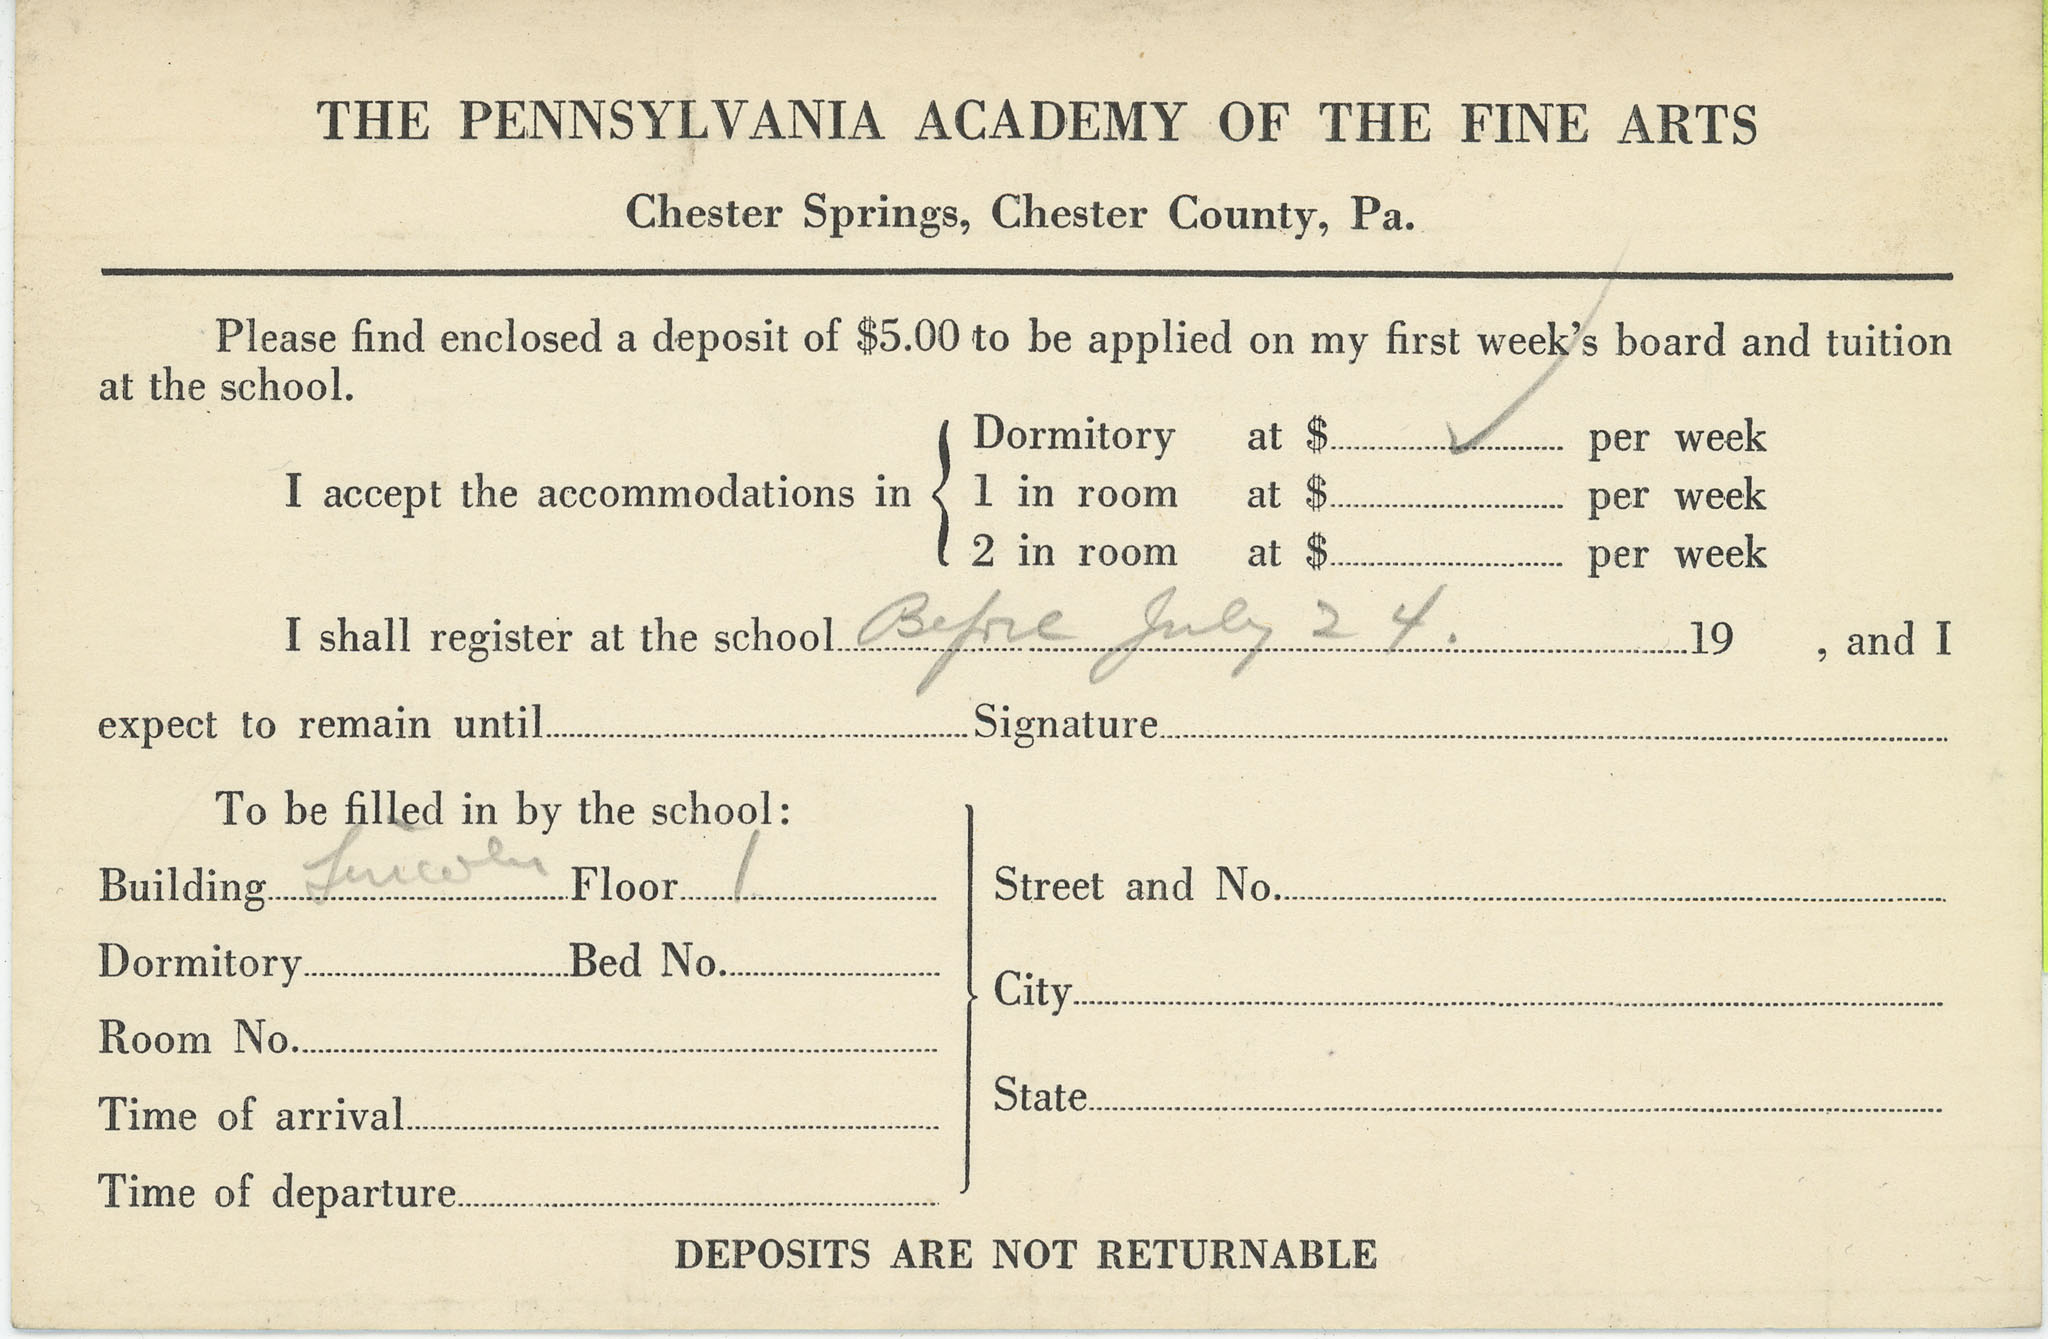 THE PENNSYLVANIA ACADEMY OF THE FINE ARTS
Chester Springs, Chester County, Pa.
Please find enclosed a deposit of $5.00 to be applied on my first week's board and tuition
at the school.
I accept the accommodations in
Dormitory at $ ✓ per week
1 in room at $ per week
2 in room at $ per week
I shall register at the school Before July 24. 19 , and I
expect to remain until Signature
To be filled in by the school:
Building Lincoln Floor 1
Dormitory Bed No.
Room No.
Time of arrival
Time of departure
Street and No.
City
State
DEPOSITS ARE NOT RETURNABLE